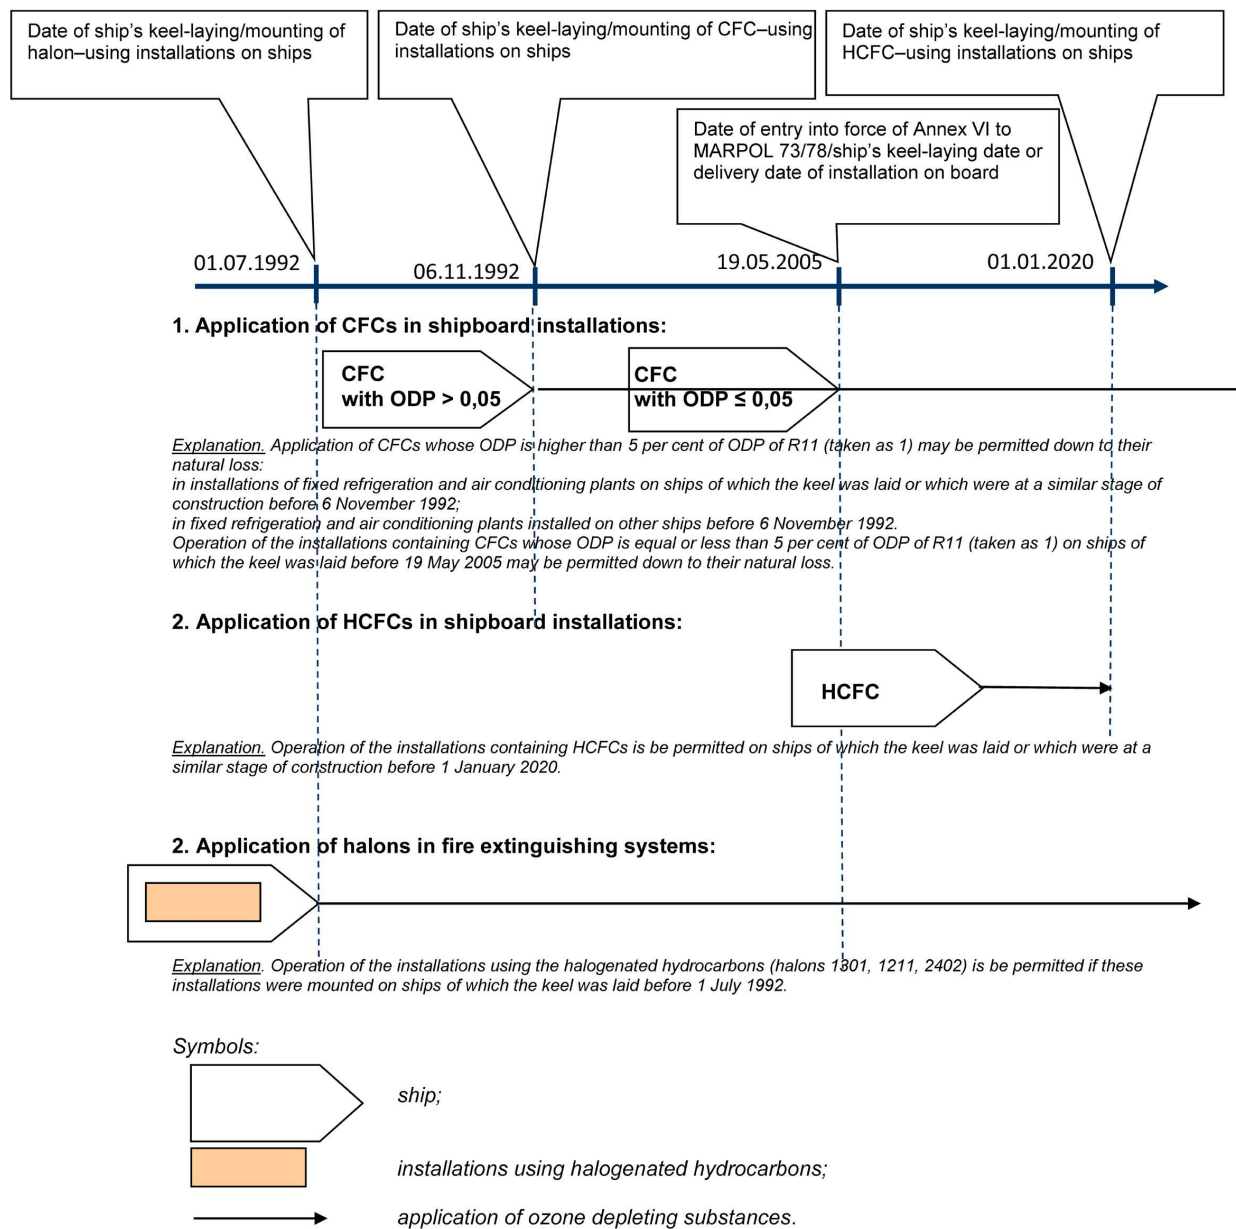 Date of ship’s keel-laying/mounting of
halon–using installations on ships
Date of ship’s keel-laying/mounting of CFC–using
installations on ships
Date of ship’s keel-laying/mounting of
HCFC–using installations on ships
Date of entry into force of Annex VI to
MARPOL 73/78/ship’s keel-laying date or
delivery date of installation on board
01.07.1992
06.11.1992
19.05.2005
01.01.2020
1. Application of CFCs in shipboard installations:
CFC
with ODP > 0,05
CFC
with ODP ≤ 0,05
Explanation. Application of CFCs whose ODP is higher than 5 per cent of ODP of R11 (taken as 1) may be permitted down to their
natural loss:
in installations of fixed refrigeration and air conditioning plants on ships of which the keel was laid or which were at a similar stage of
construction before 6 November 1992;
in fixed refrigeration and air conditioning plants installed on other ships before 6 November 1992.
Operation of the installations containing CFCs whose ODP is equal or less than 5 per cent of ODP of R11 (taken as 1) on ships of
which the keel was laid before 19 May 2005 may be permitted down to their natural loss.
2. Application of HCFCs in shipboard installations:
HCFC
Explanation. Operation of the installations containing HCFCs is be permitted on ships of which the keel was laid or which were at a
similar stage of construction before 1 January 2020.
2. Application of halons in fire extinguishing systems:
Explanation. Operation of the installations using the halogenated hydrocarbons (halons 1301, 1211, 2402) is be permitted if these
installations were mounted on ships of which the keel was laid before 1 July 1992.
Symbols:
ship;
installations using halogenated hydrocarbons;
application of ozone depleting substances.